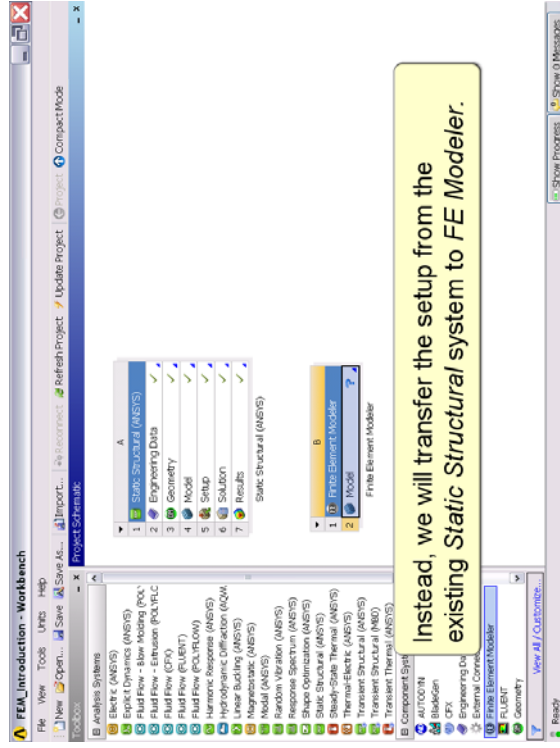 FEM_Introduction - Workbench
File View Tools Units Help
New Open... Save Save As... Import... Reconnect Refresh Project Update Project Project Compact Mode
Toolbox
Analysis Systems
Electric (ANSYS)
Explicit Dynamics (ANSYS)
Fluid Flow - Blow Molding (POLY
Fluid Flow - Extrusion (POLYFLC
Fluid Flow (CFX)
Fluid Flow (FLUENT)
Fluid Flow (POLYFLOW)
Harmonic Response (ANSYS)
Hydrodynamic Diffraction (AQW
Linear Buckling (ANSYS)
Magnetostatic (ANSYS)
Modal (ANSYS)
Random Vibration (ANSYS)
Response Spectrum (ANSYS)
Shape Optimization (ANSYS)
Static Structural (ANSYS)
Steady-State Thermal (ANSYS)
Thermal-Electric (ANSYS)
Transient Structural (ANSYS)
Transient Structural (MBD)
Transient Thermal (ANSYS)
Component Syst
AUTODYN
BladeGen
CFX
Engineering Da
External Connec
Finite Element Modeler
FLUENT
Geometry
View All / Customize...
Project Schematic
A
1 Static Structural (ANSYS)
2 Engineering Data
3 Geometry
4 Model
5 Setup
6 Solution
7 Results
Static Structural (ANSYS)
B
1 Finite Element Modeler
2 Model ?
Finite Element Modeler
Instead, we will transfer the setup from the
existing Static Structural system to FE Modeler.
Ready
Show Progress Show 0 Messages